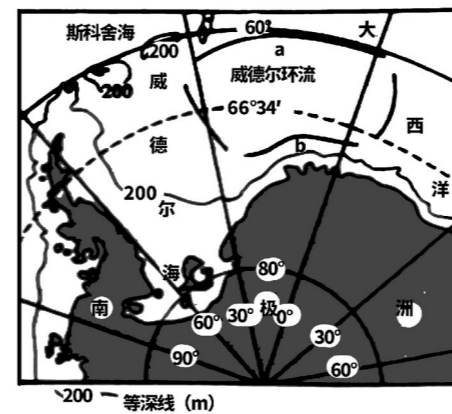 斯科舍海
60°
大
200
a
200
威
威德尔环流
66°34′
西
德
b
洋
200
尔
海
80°
南
60°
30°
极
0°
洲
30°
90°
60°
200 等深线（m）